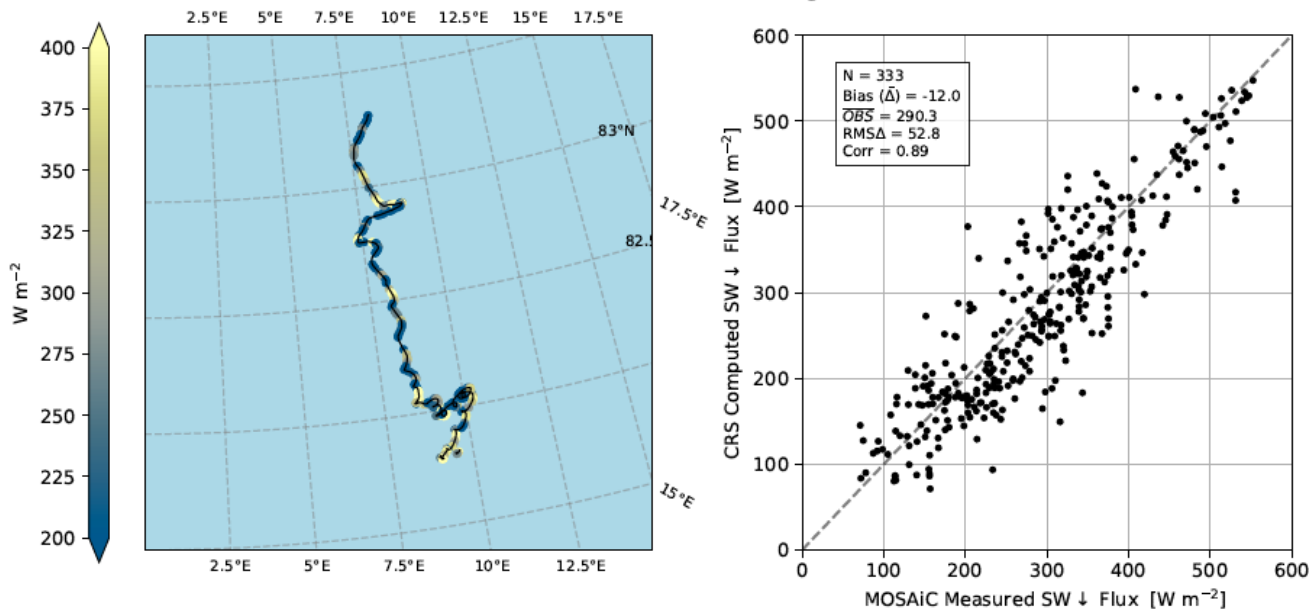 2.5°E 5°E 7.5°E 10°E 12.5°E 15°E 17.5°E
400
375
350
325
300
275
250
225
200
W m⁻²
83°N
17.5°E
82.5
15°E
2.5°E 5°E 7.5°E 10°E 12.5°E
600
500
400
300
200
100
0
CRS Computed SW ↓ Flux [W m⁻²]
N = 333
Bias (Δ̄) = -12.0
O̅B̅S̅ = 290.3
RMSΔ = 52.8
Corr = 0.89
0 100 200 300 400 500 600
MOSAiC Measured SW ↓ Flux [W m⁻²]